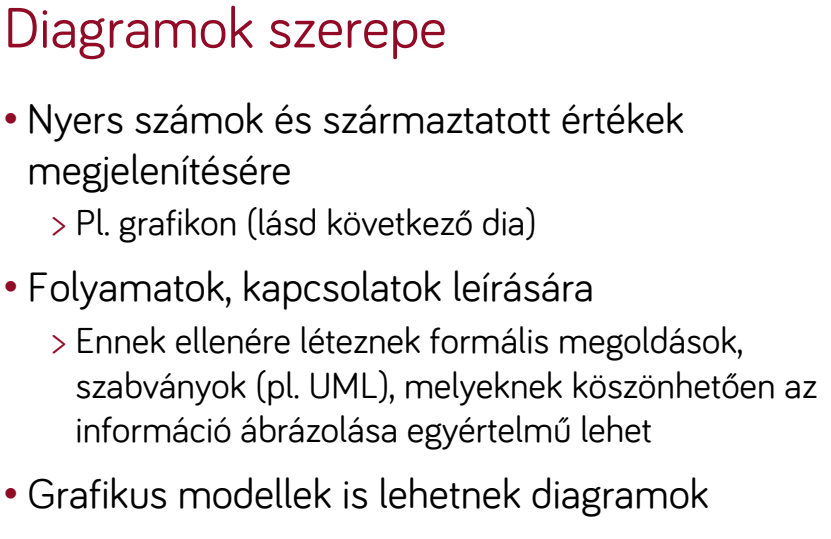 Diagramok szerepe
• Nyers számok és származtatott értékek
megjelenítésére
> Pl. grafikon (lásd következő dia)
• Folyamatok, kapcsolatok leírására
> Ennek ellenére léteznek formális megoldások,
szabványok (pl. UML), melyeknek köszönhetően az
információ ábrázolása egyértelmű lehet
• Grafikus modellek is lehetnek diagramok